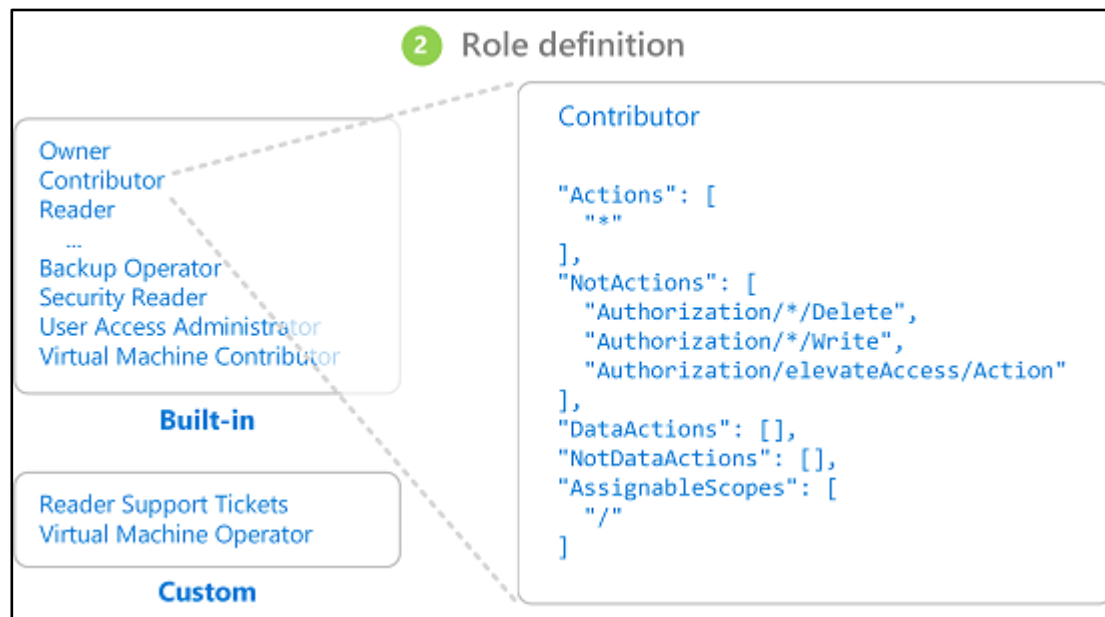 2 Role definition
Owner
Contributor
Reader
...
Backup Operator
Security Reader
User Access Administrator
Virtual Machine Contributor
Built-in
Reader Support Tickets
Virtual Machine Operator
Custom
Contributor
"Actions": [
"*"
],
"NotActions": [
"Authorization/*/Delete",
"Authorization/*/Write",
"Authorization/elevateAccess/Action"
],
"DataActions": [],
"NotDataActions": [],
"AssignableScopes": [
"/"
]